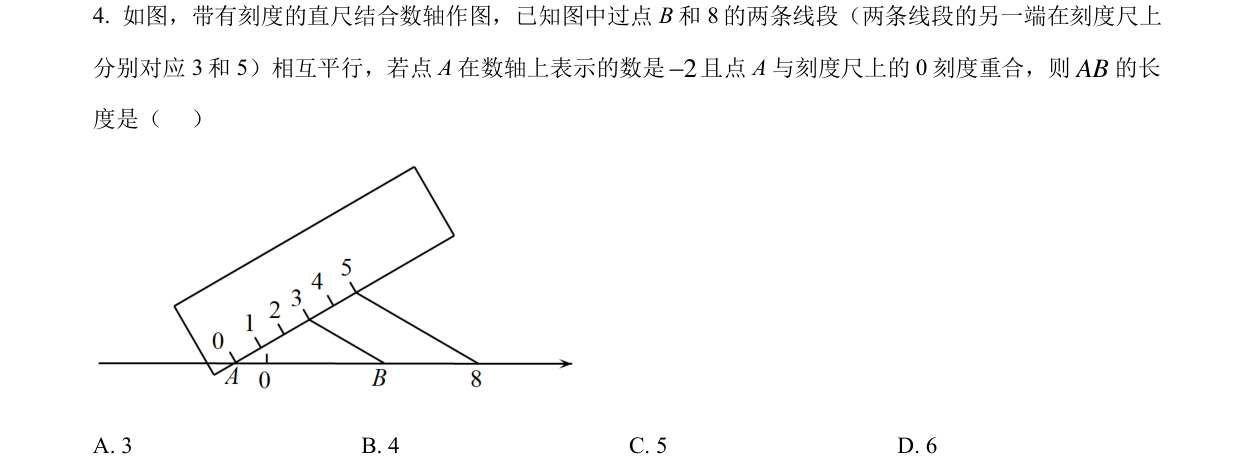 4. 如图，带有刻度的直尺结合数轴作图，已知图中过点 B 和 8 的两条线段（两条线段的另一端在刻度尺上
分别对应 3 和 5）相互平行，若点 A 在数轴上表示的数是 −2 且点 A 与刻度尺上的 0 刻度重合，则 AB 的长
度是（    ）
0 1 2 3 4 5
A 0 B 8
A. 3 B. 4 C. 5 D. 6